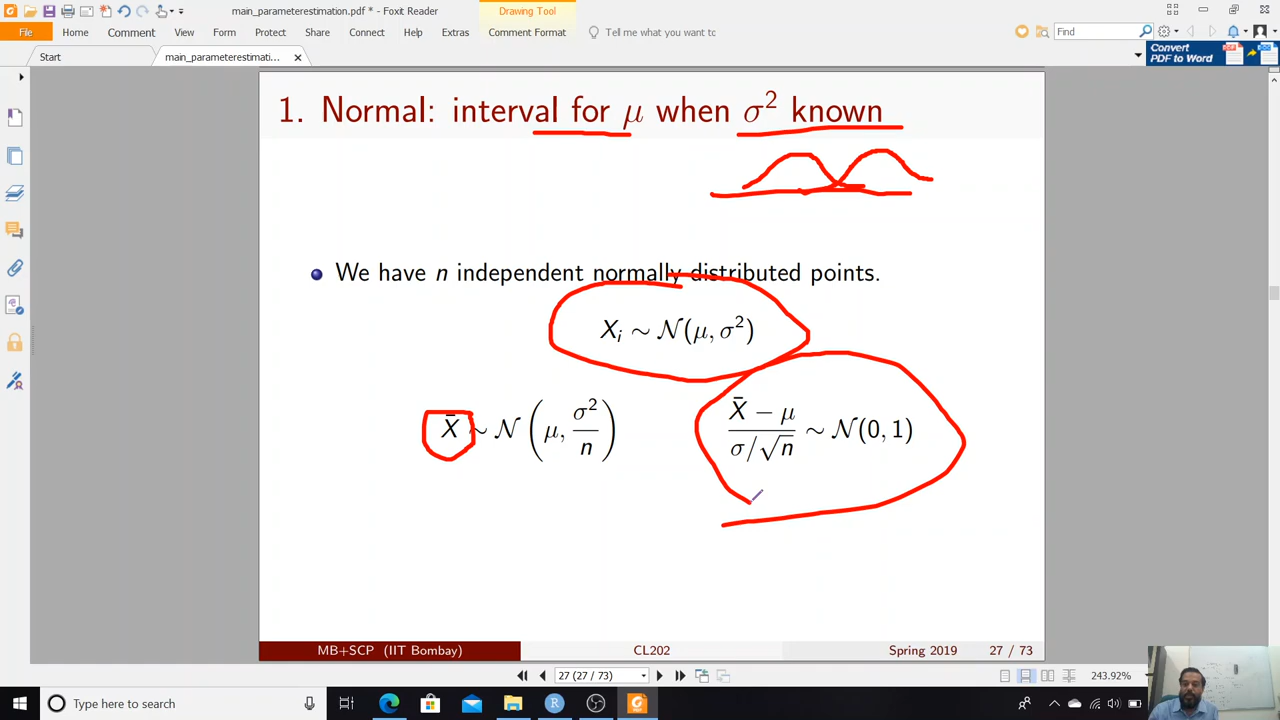 main_parameterestimation.pdf * - Foxit Reader
Drawing Tool
File Home Comment View Form Protect Share Connect Help Extras Comment Format Tell me what you want to Find
Start main_parameterestimati...
Convert
PDF to Word
1. Normal: interval for μ when σ² known
We have n independent normally distributed points.
Xᵢ ∼ 𝒩(μ, σ²)
X̄ ∼ 𝒩(μ, σ²/n)
(X̄ − μ)/(σ/√n) ∼ 𝒩(0, 1)
MB+SCP (IIT Bombay) CL202 Spring 2019 27 / 73
27 (27 / 73) 243.92%
Type here to search